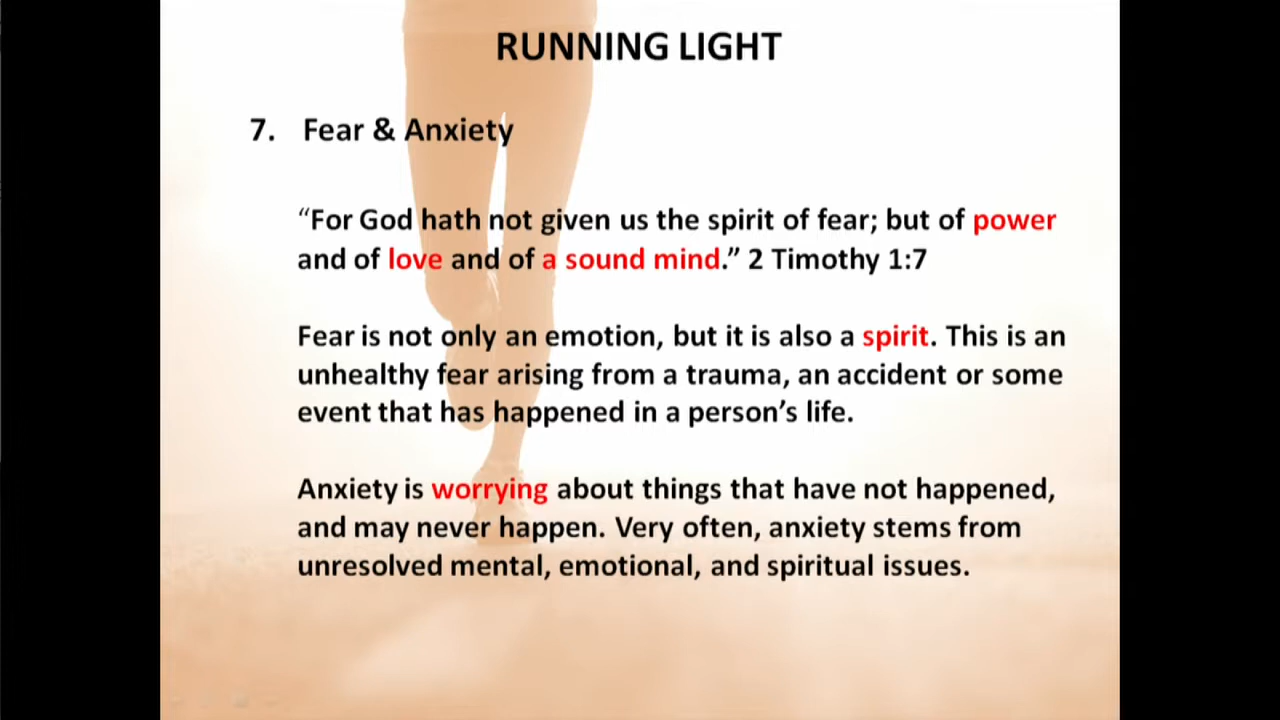 RUNNING LIGHT
7. Fear & Anxiety
“For God hath not given us the spirit of fear; but of power
and of love and of a sound mind.” 2 Timothy 1:7
Fear is not only an emotion, but it is also a spirit. This is an
unhealthy fear arising from a trauma, an accident or some
event that has happened in a person’s life.
Anxiety is worrying about things that have not happened,
and may never happen. Very often, anxiety stems from
unresolved mental, emotional, and spiritual issues.